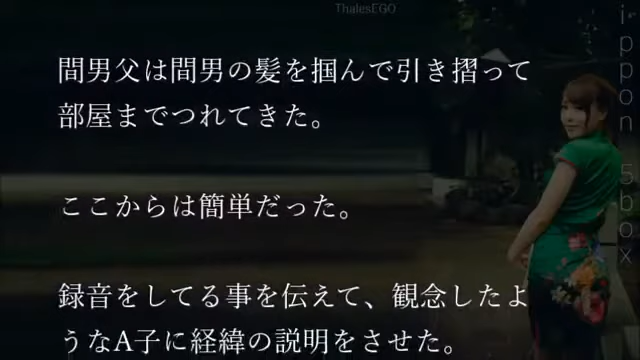 ThalesEGO
間男父は間男の髪を掴んで引き摺って
部屋までつれてきた。
ここからは簡単だった。
録音をしてる事を伝えて、観念したよ
うなA子に経緯の説明をさせた。
ippon 5box